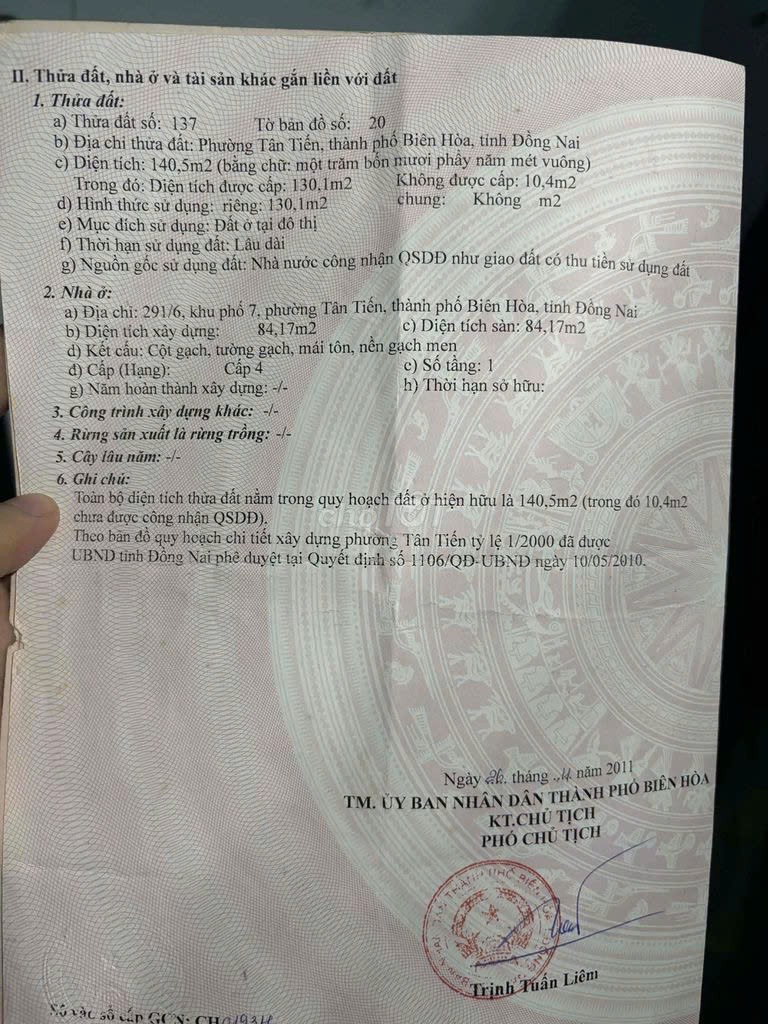 II. Thửa đất, nhà ở và tài sản khác gắn liền với đất
1. Thửa đất:
a) Thửa đất số: 137 Tờ bản đồ số: 20
b) Địa chỉ thửa đất: Phường Tân Tiến, thành phố Biên Hòa, tỉnh Đồng Nai
c) Diện tích: 140,5m2 (bằng chữ: một trăm bốn mươi phẩy năm mét vuông)
Trong đó: Diện tích được cấp: 130,1m2 Không được cấp: 10,4m2
d) Hình thức sử dụng: riêng: 130,1m2 chung: Không m2
e) Mục đích sử dụng: Đất ở tại đô thị
f) Thời hạn sử dụng đất: Lâu dài
g) Nguồn gốc sử dụng đất: Nhà nước công nhận QSDĐ như giao đất có thu tiền sử dụng đất
2. Nhà ở:
a) Địa chỉ: 291/6, khu phố 7, phường Tân Tiến, thành phố Biên Hòa, tỉnh Đồng Nai
b) Diện tích xây dựng: 84,17m2 c) Diện tích sàn: 84,17m2
d) Kết cấu: Cột gạch, tường gạch, mái tôn, nền gạch men
đ) Cấp (Hạng): Cấp 4 e) Số tầng: 1
g) Năm hoàn thành xây dựng: -/- h) Thời hạn sở hữu:
3. Công trình xây dựng khác: -/-
4. Rừng sản xuất là rừng trồng: -/-
5. Cây lâu năm: -/-
6. Ghi chú:
Toàn bộ diện tích thửa đất nằm trong quy hoạch đất ở hiện hữu là 140,5m2 (trong đó 10,4m2
chưa được công nhận QSDĐ).
Theo bản đồ quy hoạch chi tiết xây dựng phường Tân Tiến tỷ lệ 1/2000 đã được
UBND tỉnh Đồng Nai phê duyệt tại Quyết định số 1106/QĐ-UBND ngày 10/05/2010.
Ngày 26 tháng 4 năm 2011
TM. ỦY BAN NHÂN DÂN THÀNH PHỐ BIÊN HÒA
KT.CHỦ TỊCH
PHÓ CHỦ TỊCH
Trịnh Tuấn Liêm
Số vào sổ cấp GCN: CH